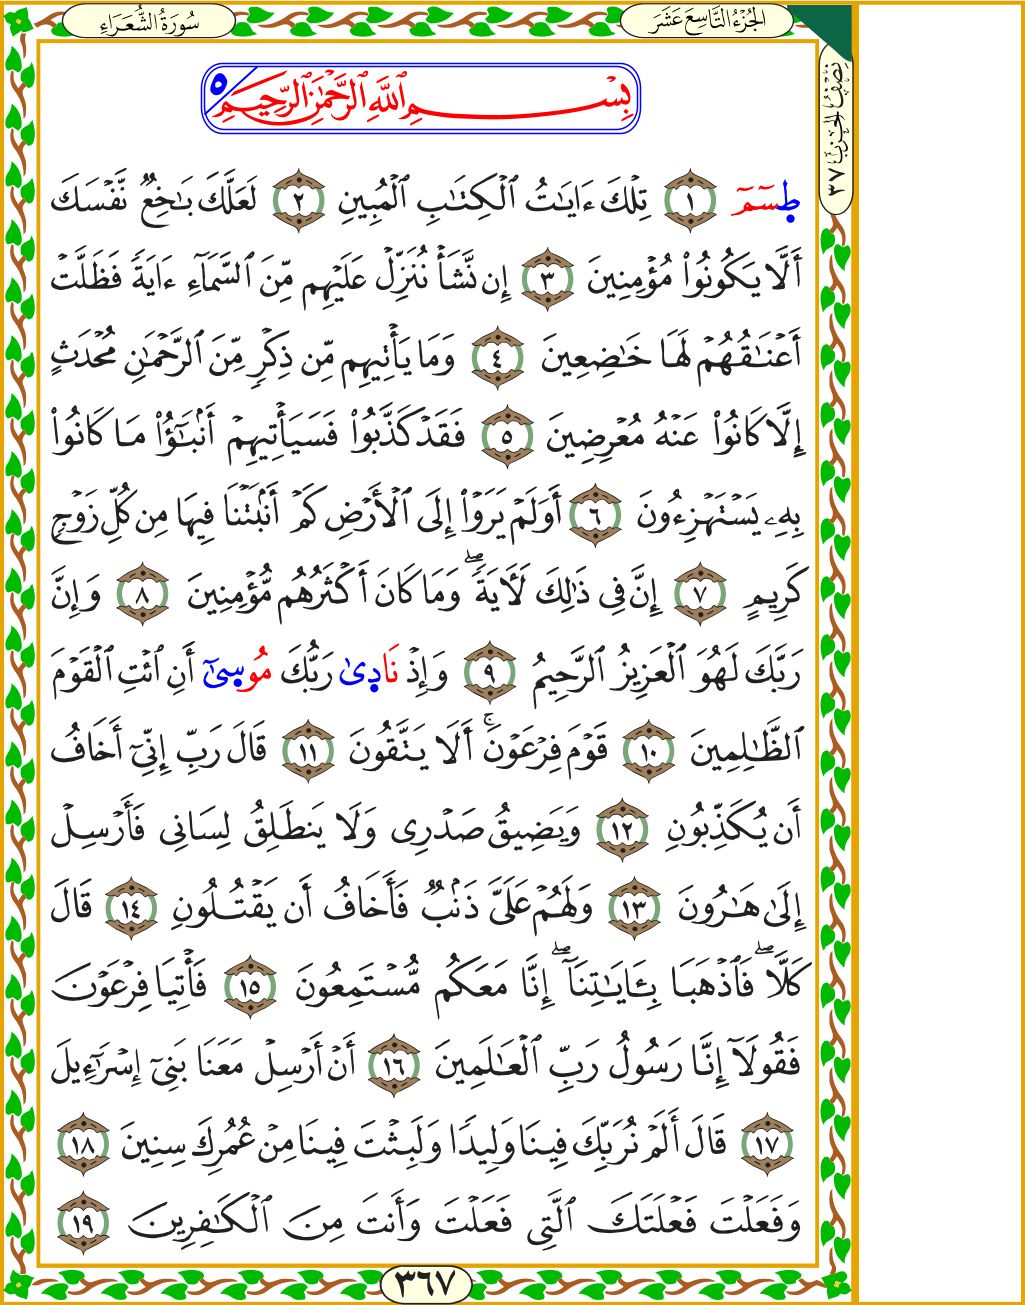 سُورَةُ الشُّعَرَاءِ
الجُزْءُ التَّاسِعَ عَشَرَ
نِصْفُ الحِزْبِ ٣٧
بِسْمِ ٱللَّهِ ٱلرَّحْمَٰنِ ٱلرَّحِيمِ ٥
طسٓمٓ ١ تِلْكَ ءَايَٰتُ ٱلْكِتَٰبِ ٱلْمُبِينِ ٢ لَعَلَّكَ بَٰخِعٌ نَّفْسَكَ
أَلَّا يَكُونُوا۟ مُؤْمِنِينَ ٣ إِن نَّشَأْ نُنَزِّلْ عَلَيْهِم مِّنَ ٱلسَّمَآءِ ءَايَةً فَظَلَّتْ
أَعْنَٰقُهُمْ لَهَا خَٰضِعِينَ ٤ وَمَا يَأْتِيهِم مِّن ذِكْرٍ مِّنَ ٱلرَّحْمَٰنِ مُحْدَثٍ
إِلَّا كَانُوا۟ عَنْهُ مُعْرِضِينَ ٥ فَقَدْ كَذَّبُوا۟ فَسَيَأْتِيهِمْ أَنۢبَٰٓؤُا۟ مَا كَانُوا۟
بِهِۦ يَسْتَهْزِءُونَ ٦ أَوَلَمْ يَرَوْا۟ إِلَى ٱلْأَرْضِ كَمْ أَنۢبَتْنَا فِيهَا مِن كُلِّ زَوْجٍ
كَرِيمٍ ٧ إِنَّ فِى ذَٰلِكَ لَءَايَةً ۖ وَمَا كَانَ أَكْثَرُهُم مُّؤْمِنِينَ ٨ وَإِنَّ
رَبَّكَ لَهُوَ ٱلْعَزِيزُ ٱلرَّحِيمُ ٩ وَإِذْ نَادِىٰ رَبُّكَ مُوسِىٰٓ أَنِ ٱئْتِ ٱلْقَوْمَ
ٱلظَّٰلِمِينَ ١٠ قَوْمَ فِرْعَوْنَ ۚ أَلَا يَتَّقُونَ ١١ قَالَ رَبِّ إِنِّىٓ أَخَافُ
أَن يُكَذِّبُونِ ١٢ وَيَضِيقُ صَدْرِى وَلَا يَنطَلِقُ لِسَانِى فَأَرْسِلْ
إِلَىٰ هَٰرُونَ ١٣ وَلَهُمْ عَلَىَّ ذَنۢبٌ فَأَخَافُ أَن يَقْتُلُونِ ١٤ قَالَ
كَلَّا ۖ فَٱذْهَبَا بِـَٔايَٰتِنَآ ۖ إِنَّا مَعَكُم مُّسْتَمِعُونَ ١٥ فَأْتِيَا فِرْعَوْنَ
فَقُولَآ إِنَّا رَسُولُ رَبِّ ٱلْعَٰلَمِينَ ١٦ أَنْ أَرْسِلْ مَعَنَا بَنِىٓ إِسْرَٰٓءِيلَ
١٧ قَالَ أَلَمْ نُرَبِّكَ فِينَا وَلِيدًا وَلَبِثْتَ فِينَا مِنْ عُمُرِكَ سِنِينَ ١٨
وَفَعَلْتَ فَعْلَتَكَ ٱلَّتِى فَعَلْتَ وَأَنتَ مِنَ ٱلْكَٰفِرِينَ ١٩
٣٦٧